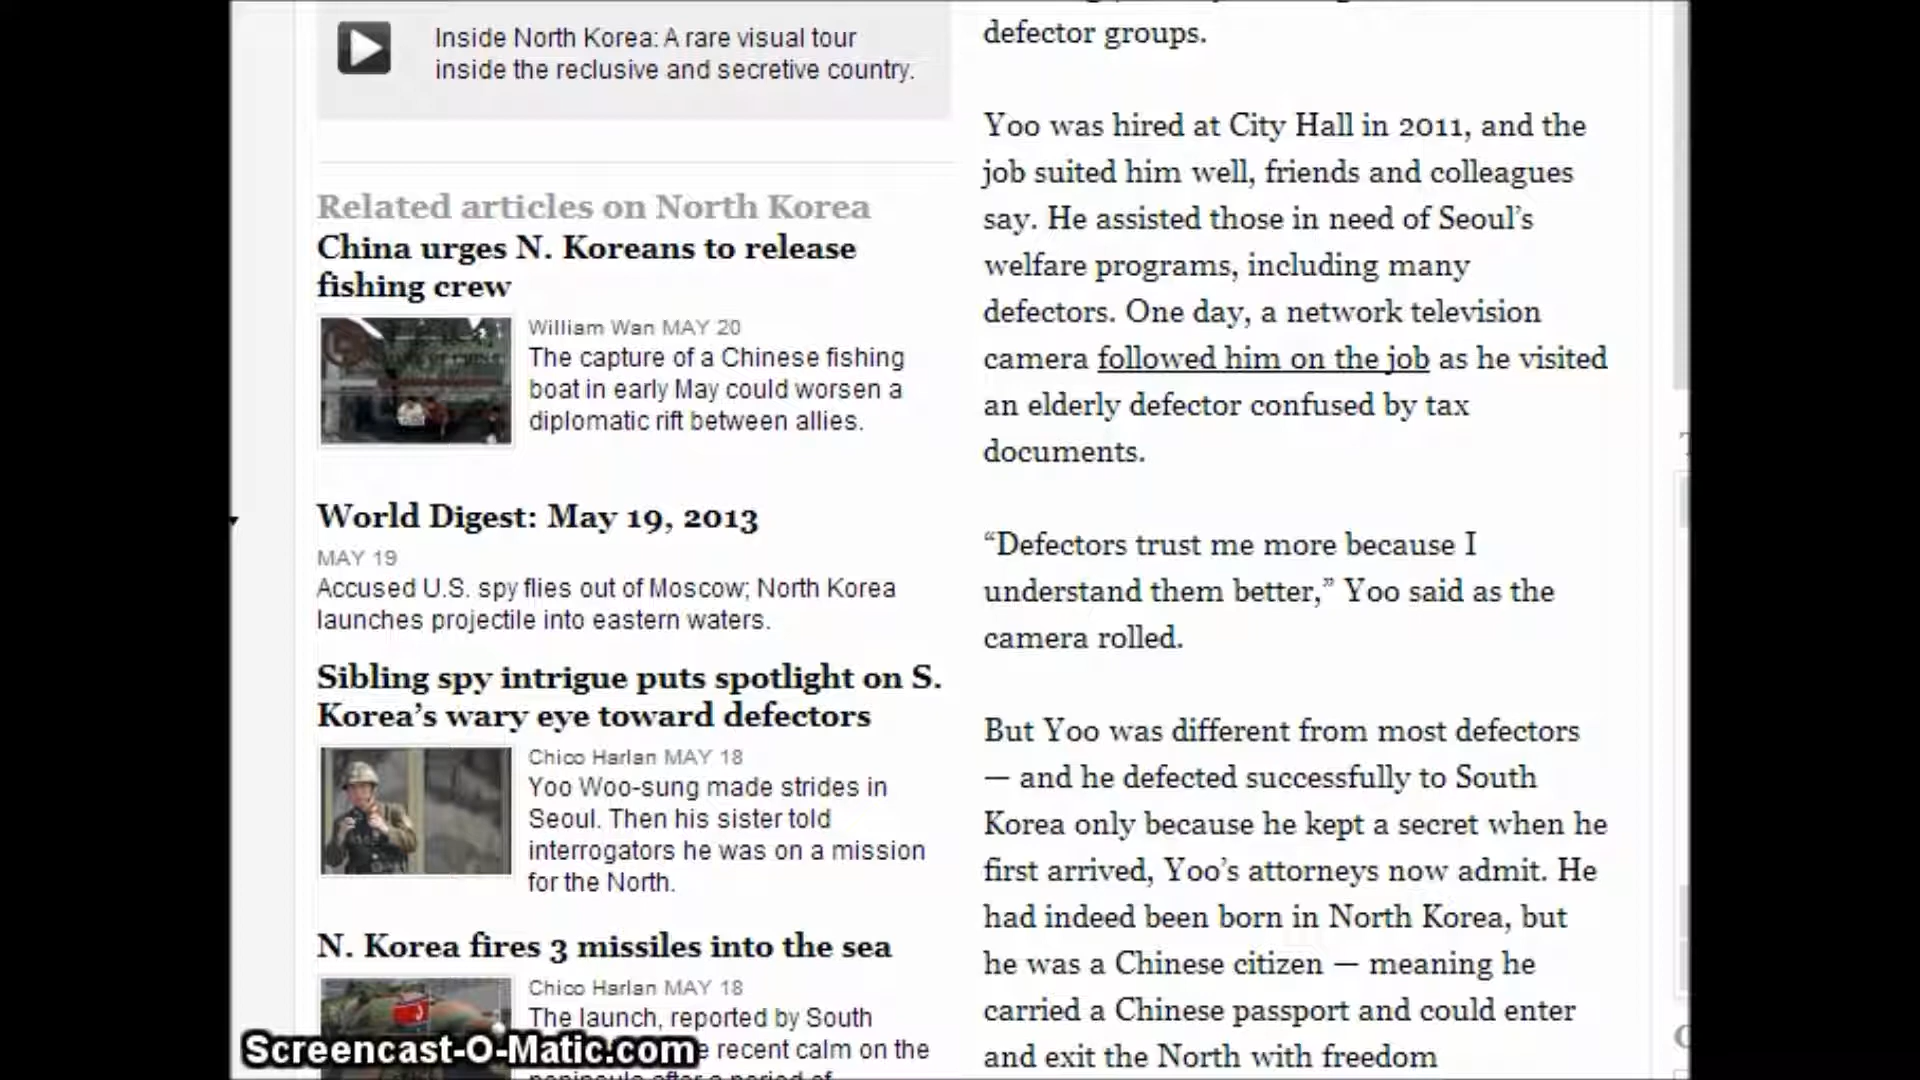 Inside North Korea: A rare visual tour
inside the reclusive and secretive country.
Related articles on North Korea
China urges N. Koreans to release
fishing crew
William Wan MAY 20
The capture of a Chinese fishing
boat in early May could worsen a
diplomatic rift between allies.
World Digest: May 19, 2013
MAY 19
Accused U.S. spy flies out of Moscow; North Korea
launches projectile into eastern waters.
Sibling spy intrigue puts spotlight on S.
Korea’s wary eye toward defectors
Chico Harlan MAY 18
Yoo Woo-sung made strides in
Seoul. Then his sister told
interrogators he was on a mission
for the North.
N. Korea fires 3 missiles into the sea
Chico Harlan MAY 18
The launch, reported by South
recent calm on the
defector groups.
Yoo was hired at City Hall in 2011, and the
job suited him well, friends and colleagues
say. He assisted those in need of Seoul’s
welfare programs, including many
defectors. One day, a network television
camera followed him on the job as he visited
an elderly defector confused by tax
documents.
“Defectors trust me more because I
understand them better,” Yoo said as the
camera rolled.
But Yoo was different from most defectors
— and he defected successfully to South
Korea only because he kept a secret when he
first arrived, Yoo’s attorneys now admit. He
had indeed been born in North Korea, but
he was a Chinese citizen — meaning he
carried a Chinese passport and could enter
and exit the North with freedom
Screencast-O-Matic.com